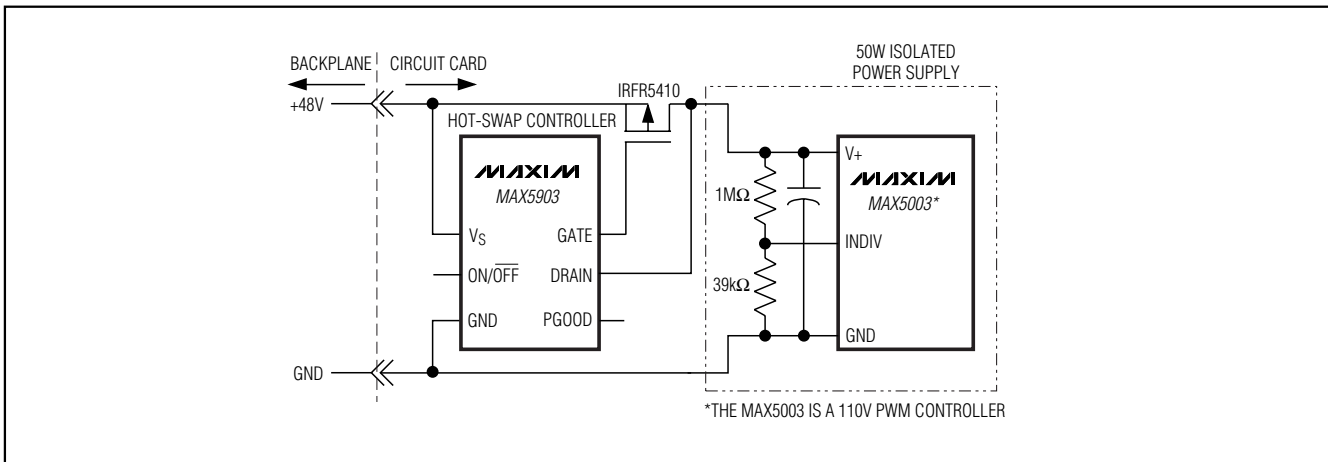 BACKPLANE
CIRCUIT CARD
+48V
HOT-SWAP CONTROLLER
IRFR5410
50W ISOLATED
POWER SUPPLY
MAXIM
MAX5903
VS
GATE
ON/OFF
DRAIN
GND
PGOOD
GND
1MΩ
39kΩ
V+
MAXIM
MAX5003*
INDIV
GND
*THE MAX5003 IS A 110V PWM CONTROLLER